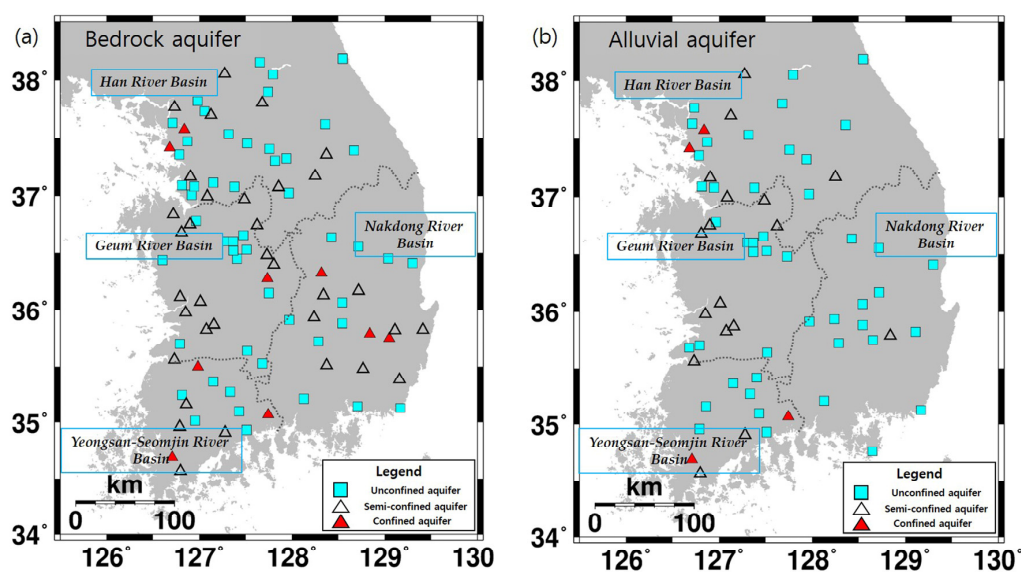 (a)
Bedrock aquifer
Han River Basin
Geum River Basin
Nakdong River
Basin
Yeongsan-Seomjin River
Basin
km
0
100
Legend
Unconfined aquifer
Semi-confined aquifer
Confined aquifer
38˚
37˚
36˚
35˚
34˚
126˚
127˚
128˚
129˚
130˚
(b)
Alluvial aquifer
Han River Basin
Geum River Basin
Nakdong River
Basin
Yeongsan-Seomjin River
Basin
km
0
100
Legend
Unconfined aquifer
Semi-confined aquifer
Confined aquifer
38˚
37˚
36˚
35˚
34˚
126˚
127˚
128˚
129˚
130˚